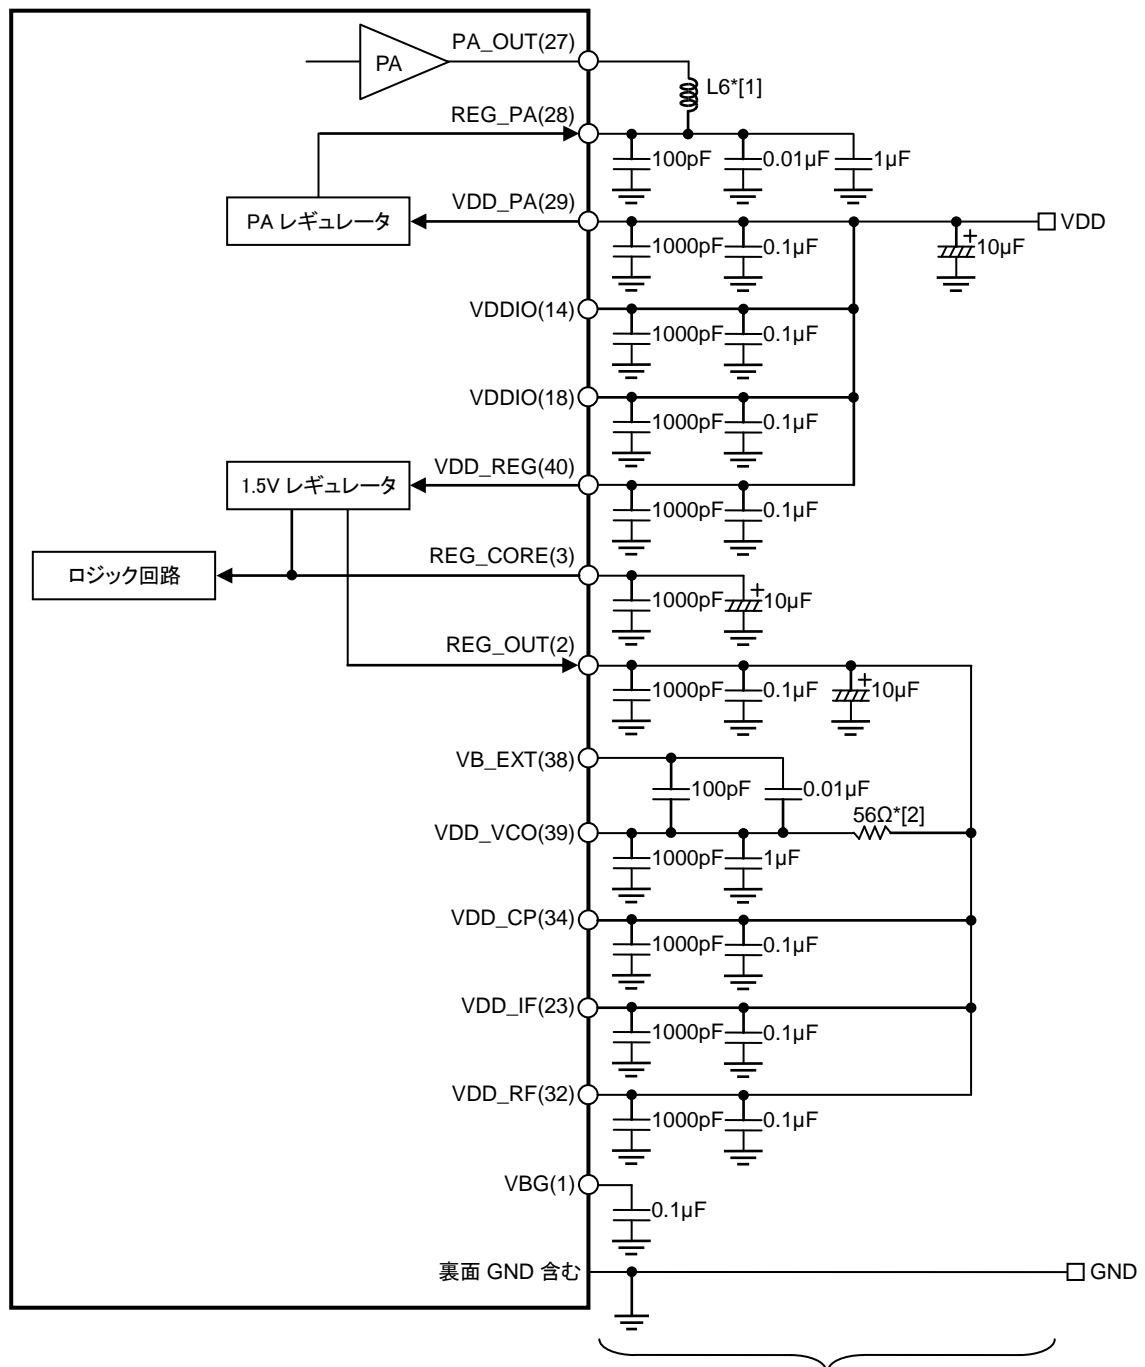 PA_OUT(27)
PA
L6*[1]
REG_PA(28)
100pF
0.01µF
1µF
VDD_PA(29)
PA レギュレータ
VDD
1000pF
0.1µF
10µF
+
VDDIO(14)
1000pF
0.1µF
VDDIO(18)
1000pF
0.1µF
VDD_REG(40)
1.5V レギュレータ
1000pF
0.1µF
REG_CORE(3)
ロジック回路
1000pF
+
10µF
REG_OUT(2)
1000pF
0.1µF
+
10µF
VB_EXT(38)
100pF
0.01µF
56Ω*[2]
VDD_VCO(39)
1000pF
1µF
VDD_CP(34)
1000pF
0.1µF
VDD_IF(23)
1000pF
0.1µF
VDD_RF(32)
1000pF
0.1µF
VBG(1)
0.1µF
裏面 GND 含む
GND